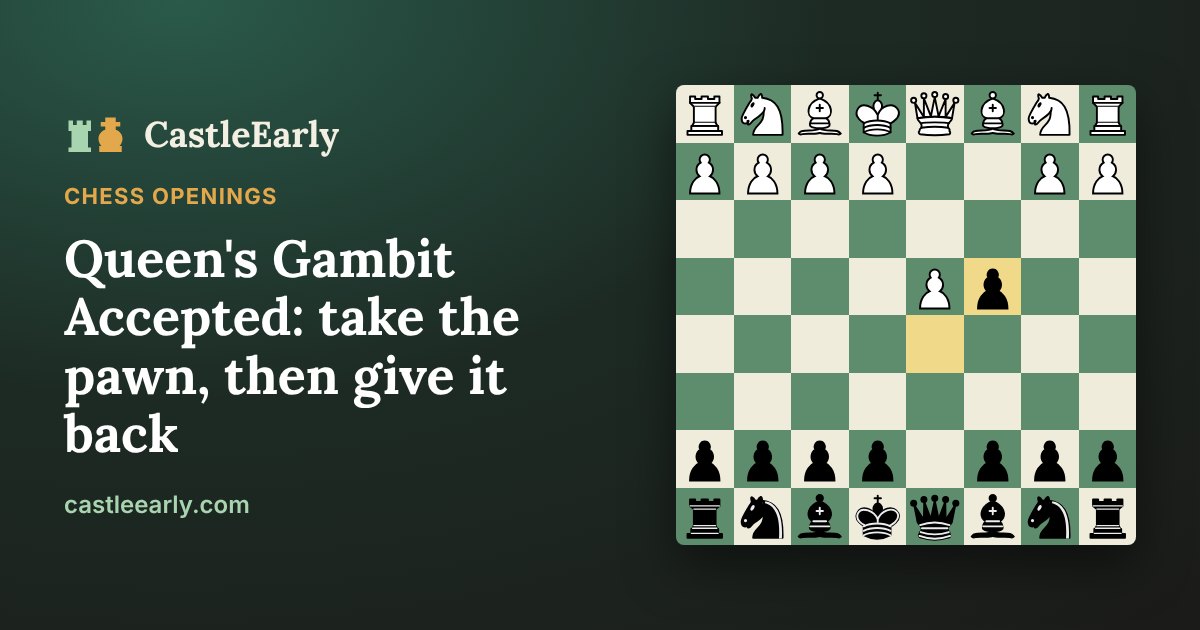 CastleEarly
CHESS OPENINGS
Queen's Gambit
Accepted: take the
pawn, then give it
back
castleearly.com